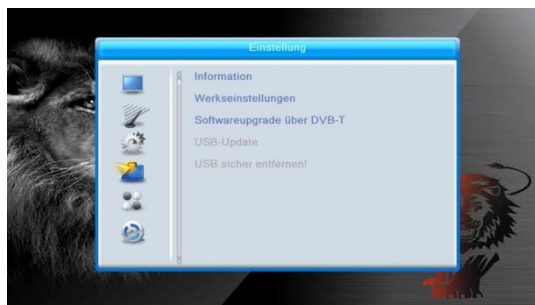 Einstellung
Information
Werkseinstellungen
Softwareupgrade über DVB-T
USB-Update
USB sicher entfernen!